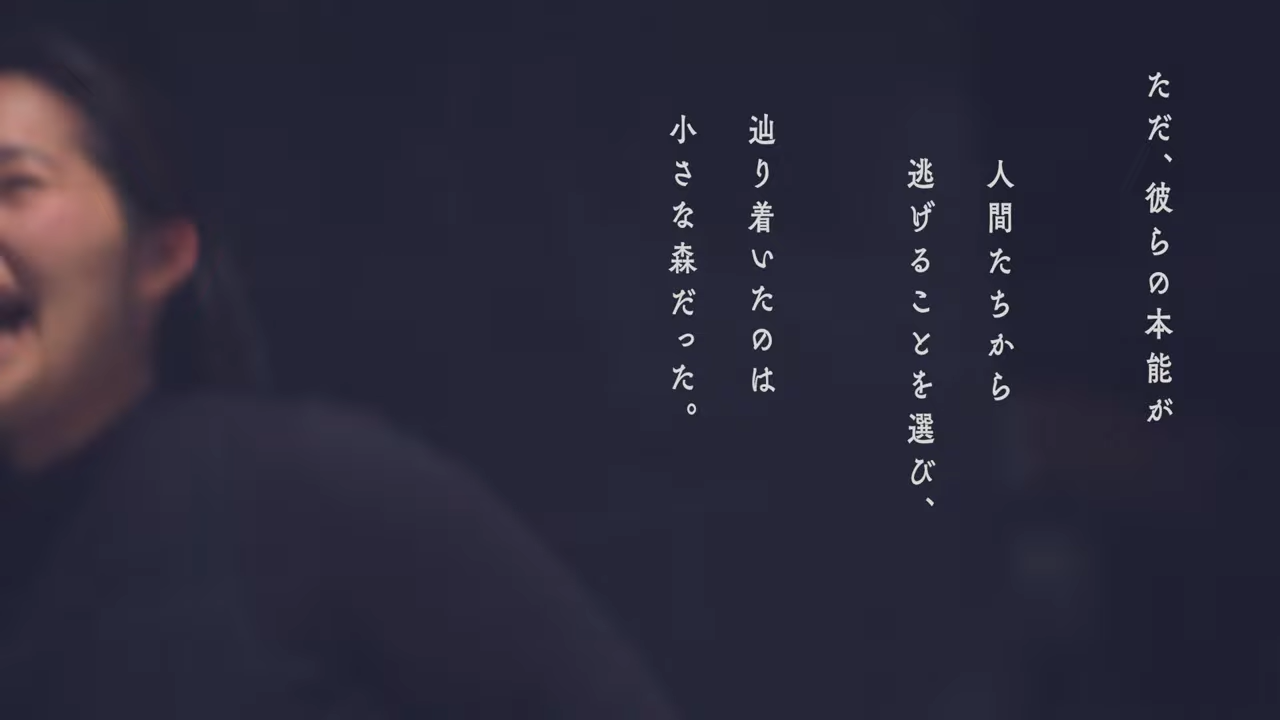 ただ、彼らの本能が
人間たちから
逃げることを選び、
辿り着いたのは
小さな森だった。